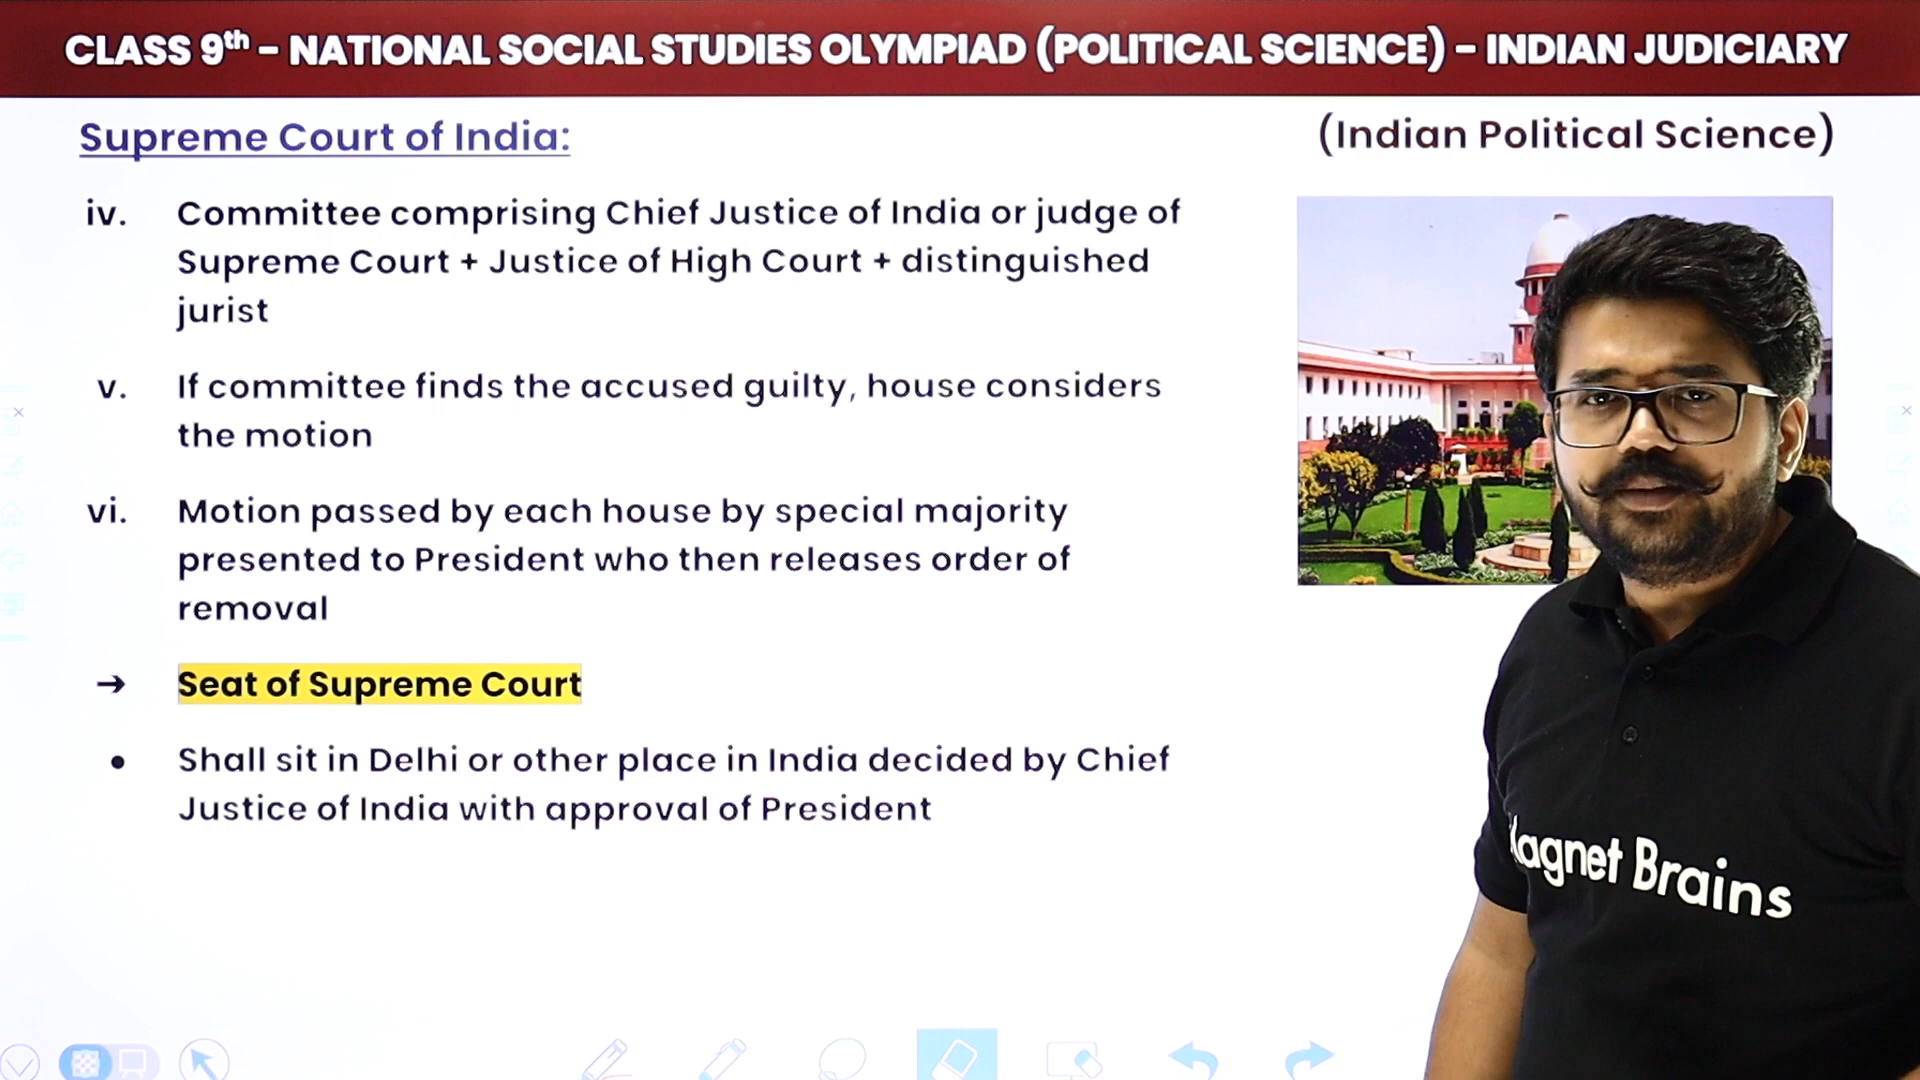 CLASS 9th – NATIONAL SOCIAL STUDIES OLYMPIAD (POLITICAL SCIENCE) – INDIAN JUDICIARY
Supreme Court of India:
(Indian Political Science)
iv. Committee comprising Chief Justice of India or judge of
Supreme Court + Justice of High Court + distinguished
jurist
v. If committee finds the accused guilty, house considers
the motion
vi. Motion passed by each house by special majority
presented to President who then releases order of
removal
→ Seat of Supreme Court
• Shall sit in Delhi or other place in India decided by Chief
Justice of India with approval of President
Magnet Brains